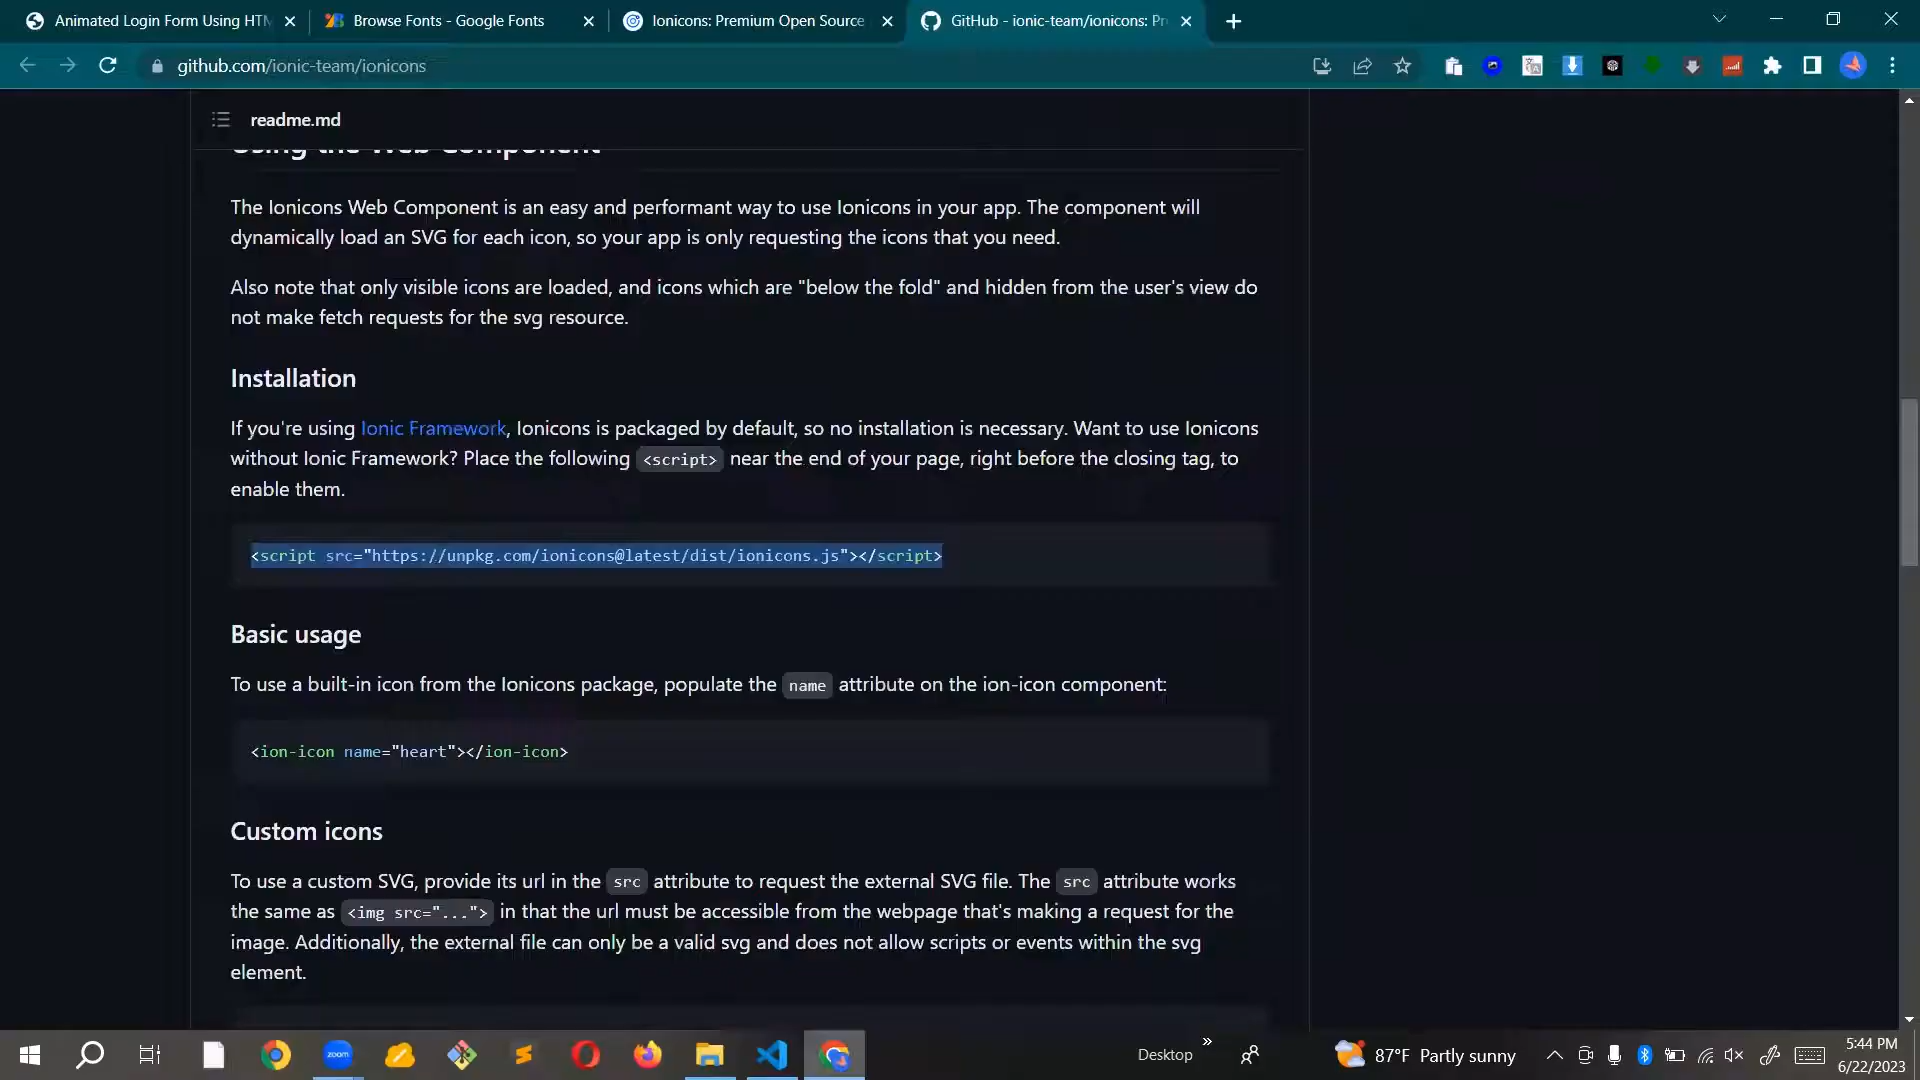 Animated Login Form Using HTM
Browse Fonts - Google Fonts
Ionicons: Premium Open Source
GitHub - ionic-team/ionicons: Pr
github.com/ionic-team/ionicons
readme.md
Using the Web Component
The Ionicons Web Component is an easy and performant way to use Ionicons in your app. The component will
dynamically load an SVG for each icon, so your app is only requesting the icons that you need.
Also note that only visible icons are loaded, and icons which are "below the fold" and hidden from the user's view do
not make fetch requests for the svg resource.
Installation
If you're using Ionic Framework, Ionicons is packaged by default, so no installation is necessary. Want to use Ionicons
without Ionic Framework? Place the following <script> near the end of your page, right before the closing tag, to
enable them.
<script src="https://unpkg.com/ionicons@latest/dist/ionicons.js"></script>
Basic usage
To use a built-in icon from the Ionicons package, populate the name attribute on the ion-icon component:
<ion-icon name="heart"></ion-icon>
Custom icons
To use a custom SVG, provide its url in the src attribute to request the external SVG file. The src attribute works
the same as <img src="..."> in that the url must be accessible from the webpage that's making a request for the
image. Additionally, the external file can only be a valid svg and does not allow scripts or events within the svg
element.
zoom
Desktop
87°F Partly sunny
5:44 PM
6/22/2023